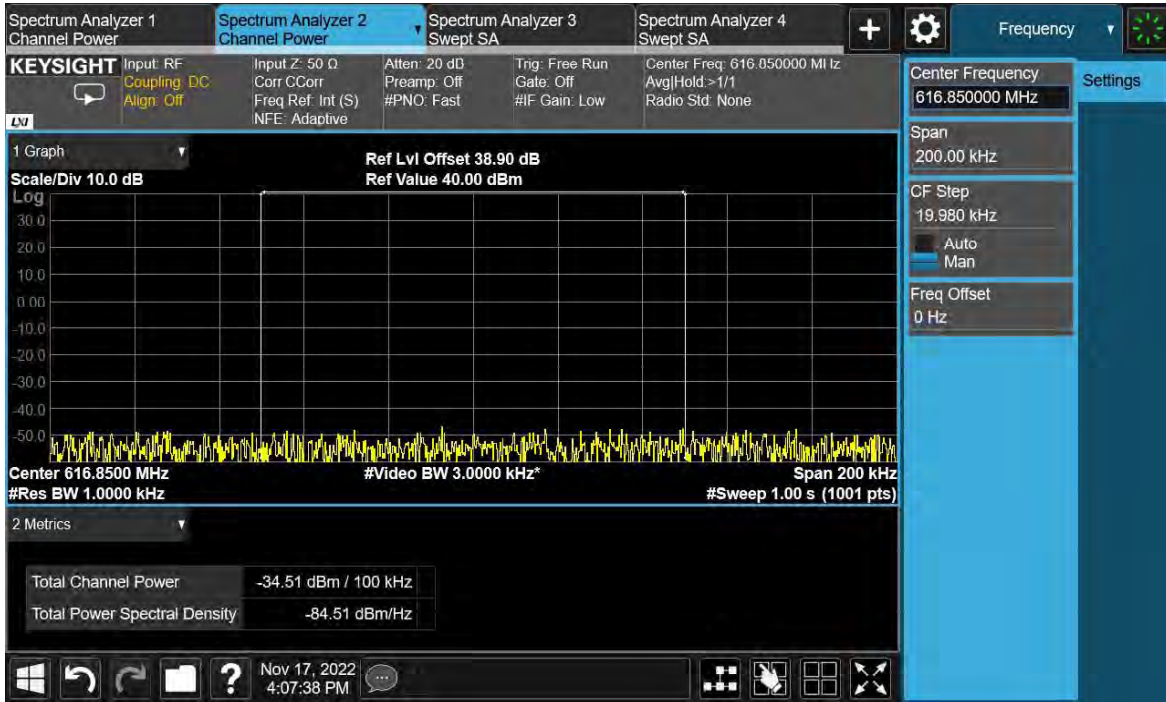 Spectrum Analyzer 1
Channel Power
Spectrum Analyzer 2
Channel Power
Spectrum Analyzer 3
Swept SA
Spectrum Analyzer 4
Swept SA
+
Frequency
KEYSIGHT
LXI
Input: RF
Coupling: DC
Align: Off
Input Z: 50 Ω
Corr CCorr
Freq Ref: Int (S)
NFE: Adaptive
Atten: 20 dB
Preamp: Off
#PNO: Fast
Trig: Free Run
Gate: Off
#IF Gain: Low
Center Freq: 616.850000 MHz
Avg|Hold:>1/1
Radio Std: None
Center Frequency
616.850000 MHz
Settings
Span
200.00 kHz
CF Step
19.980 kHz
Auto
Man
Freq Offset
0 Hz
1 Graph
Scale/Div 10.0 dB
Ref Lvl Offset 38.90 dB
Ref Value 40.00 dBm
Log
30.0
20.0
10.0
0.00
-10.0
-20.0
-30.0
-40.0
-50.0
Center 616.8500 MHz
#Video BW 3.0000 kHz*
Span 200 kHz
#Res BW 1.0000 kHz
#Sweep 1.00 s (1001 pts)
2 Metrics
Total Channel Power
-34.51 dBm / 100 kHz
Total Power Spectral Density
-84.51 dBm/Hz
?
Nov 17, 2022
4:07:38 PM